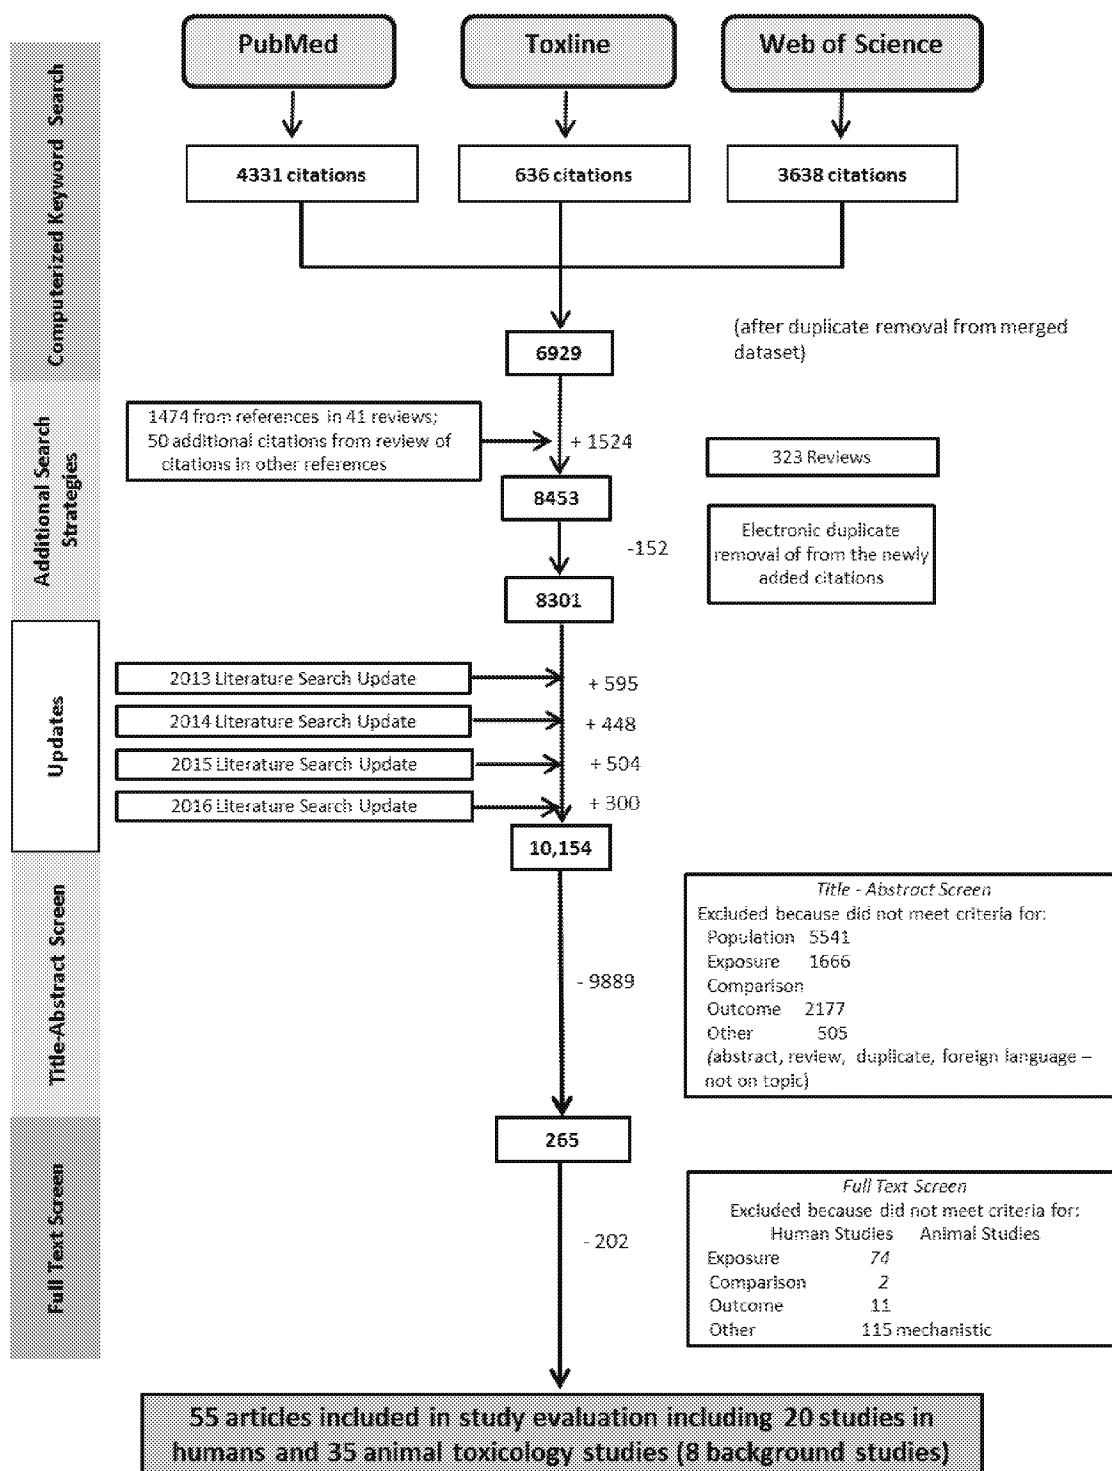 PubMed
Toxline
Web of Science
Computerized Keyword Search
4331 citations
636 citations
3638 citations
6929
(after duplicate removal from merged
dataset)
Additional Search
Strategies
1474 from references in 41 reviews;
50 additional citations from review of
citations in other references
+ 1524
323 Reviews
8453
-152
Electronic duplicate
removal of from the newly
added citations
8301
Updates
2013 Literature Search Update
+ 595
2014 Literature Search Update
+ 448
2015 Literature Search Update
+ 504
2016 Literature Search Update
+ 300
10,154
Title-Abstract Screen
- 9889
Title - Abstract Screen
Excluded because did not meet criteria for:
Population 5541
Exposure 1666
Comparison
Outcome 2177
Other 505
(abstract, review, duplicate, foreign language –
not on topic)
265
Full Text Screen
- 202
Full Text Screen
Excluded because did not meet criteria for:
Human Studies Animal Studies
Exposure 74
Comparison 2
Outcome 11
Other 115 mechanistic
55 articles included in study evaluation including 20 studies in
humans and 35 animal toxicology studies (8 background studies)